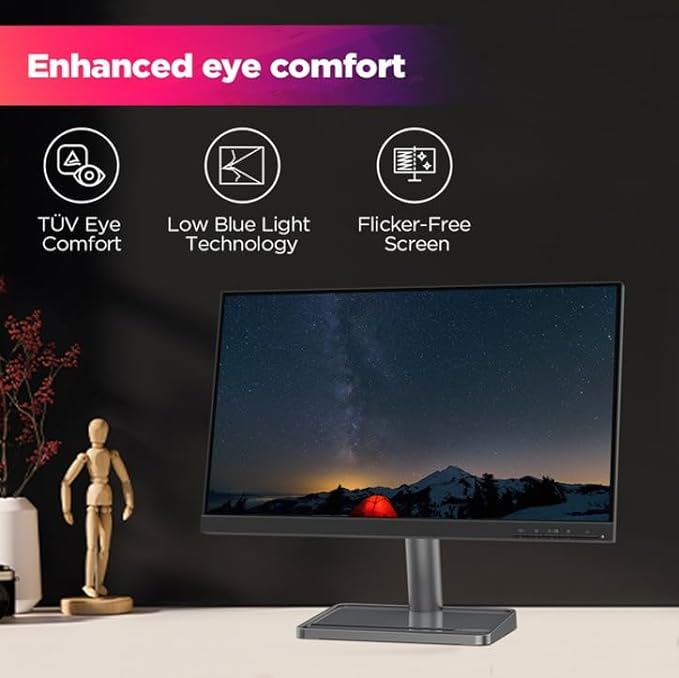 Enhanced eye comfort
TÜV Eye
Comfort
Low Blue Light
Technology
Flicker-Free
Screen